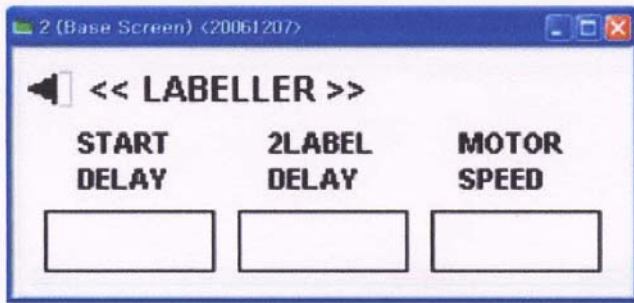 2 (Base Screen) <20061207>
<< LABELLER >>
START 2LABEL MOTOR
DELAY DELAY SPEED